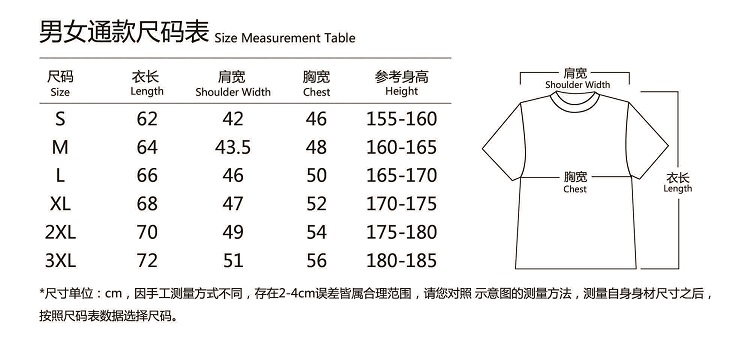 男女通款尺码表 Size Measurement Table
尺码 衣长 肩宽 胸宽 参考身高
Size Length Shoulder Width Chest Height
S 62 42 46 155-160
M 64 43.5 48 160-165
L 66 46 50 165-170
XL 68 47 52 170-175
2XL 70 49 54 175-180
3XL 72 51 56 180-185
肩宽
Shoulder Width
胸宽
Chest
衣长
Length
*尺寸单位：cm，因手工测量方式不同，存在2-4cm误差皆属合理范围，请您对照 示意图的测量方法，测量自身身材尺寸之后，
按照尺码表数据选择尺码。